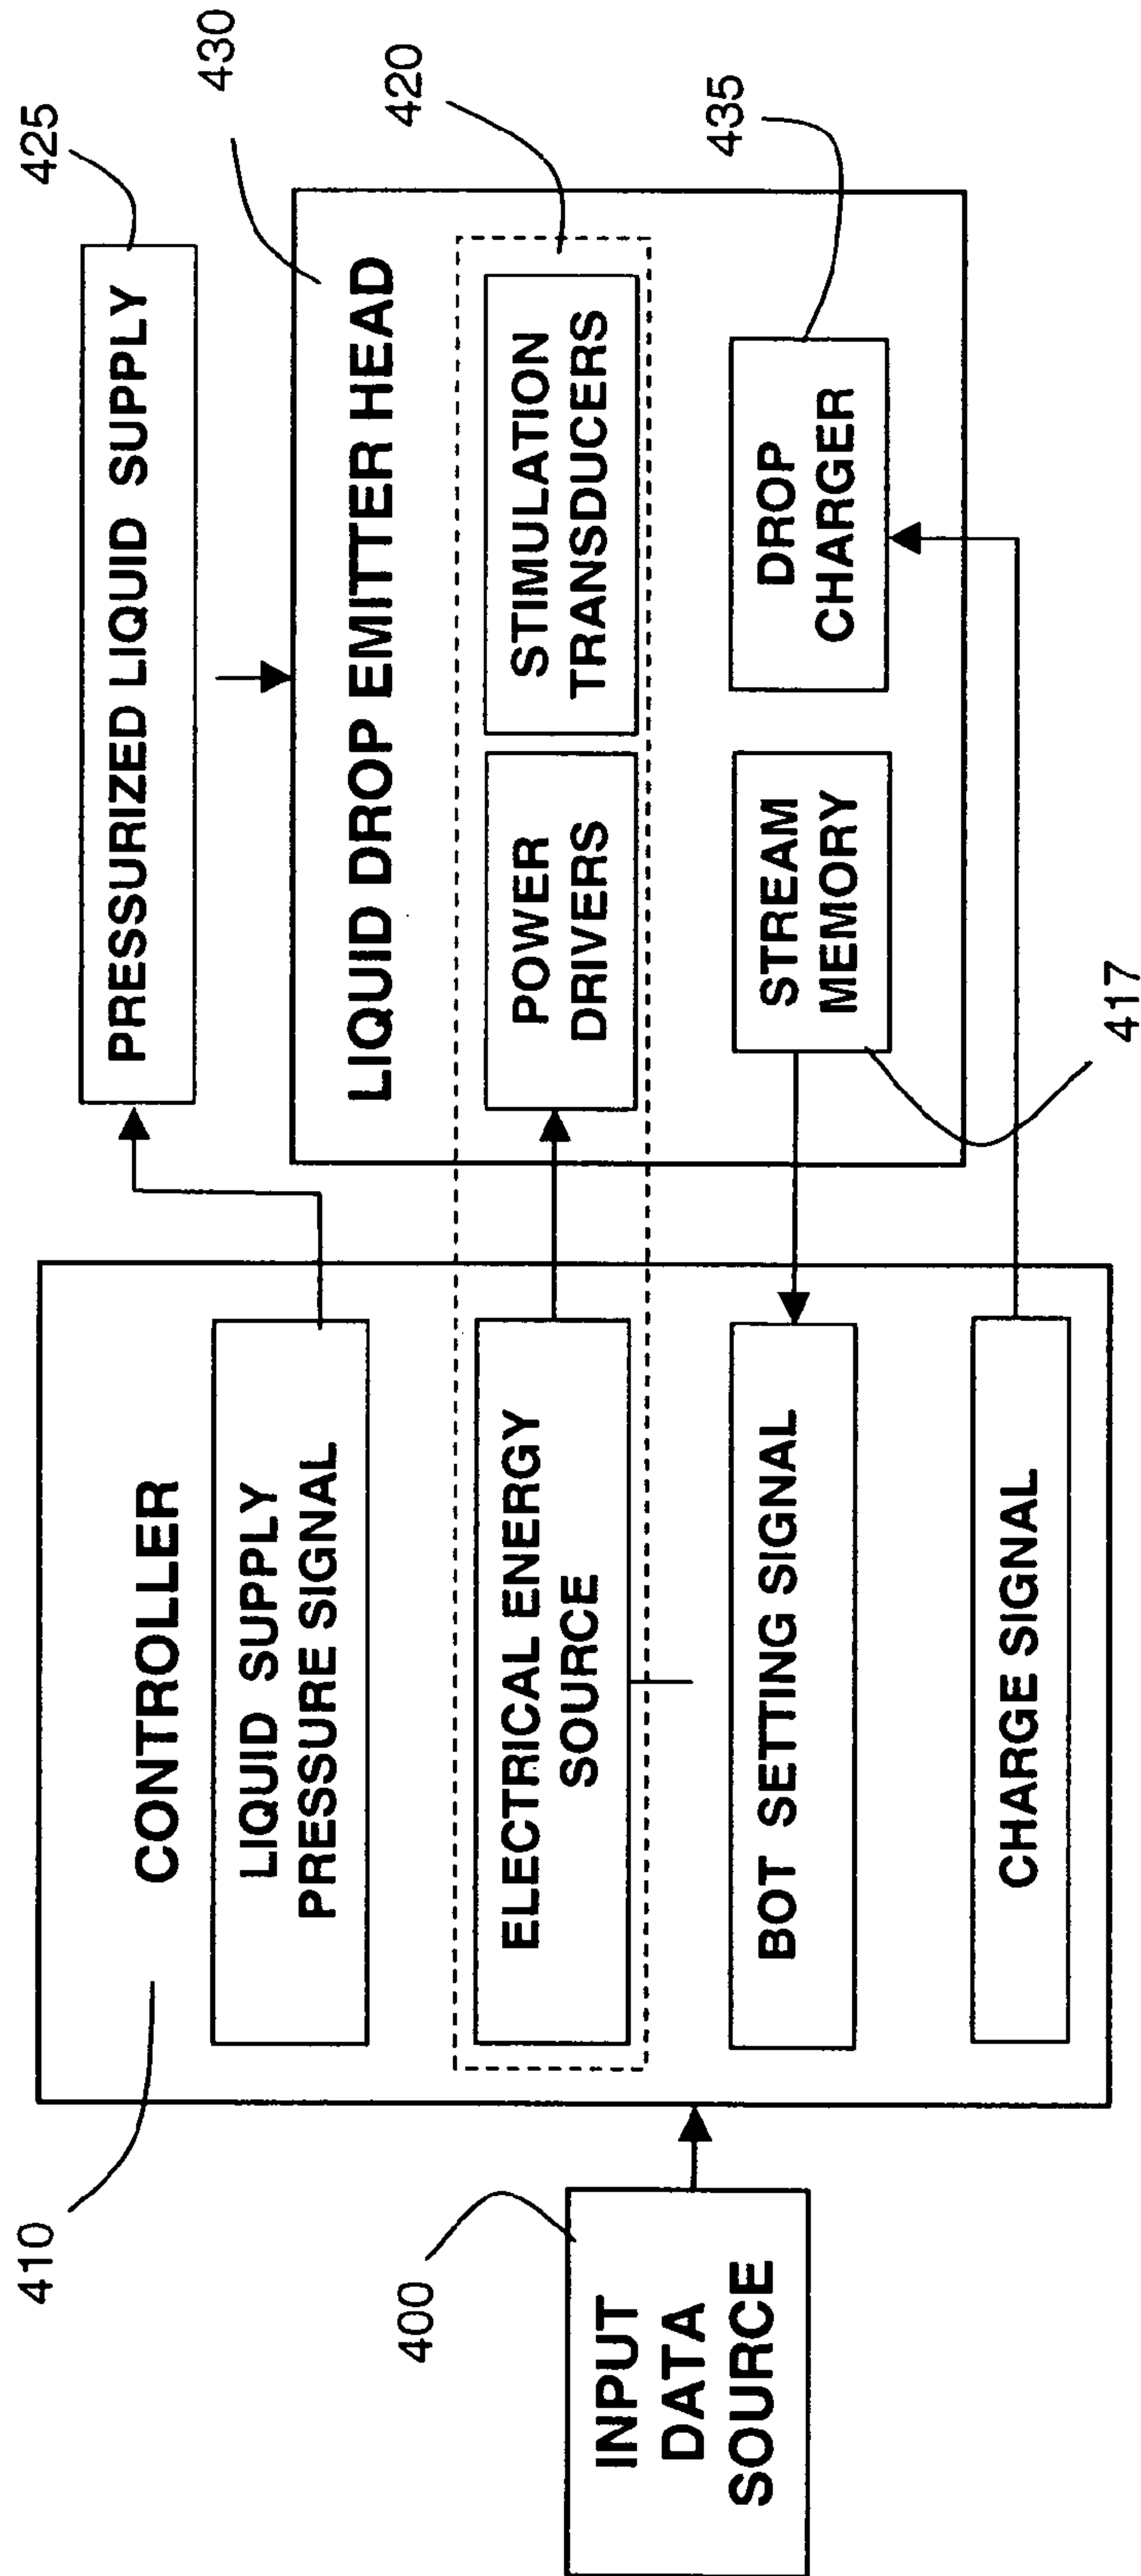 410
CONTROLLER
LIQUID SUPPLY
PRESSURE SIGNAL
ELECTRICAL ENERGY
SOURCE
BOT SETTING SIGNAL
CHARGE SIGNAL
400
INPUT
DATA
SOURCE
425
PRESSURIZED LIQUID SUPPLY
430
LIQUID DROP EMITTER HEAD
420
POWER
DRIVERS
STIMULATION
TRANSDUCERS
435
STREAM
MEMORY
DROP
CHARGER
417